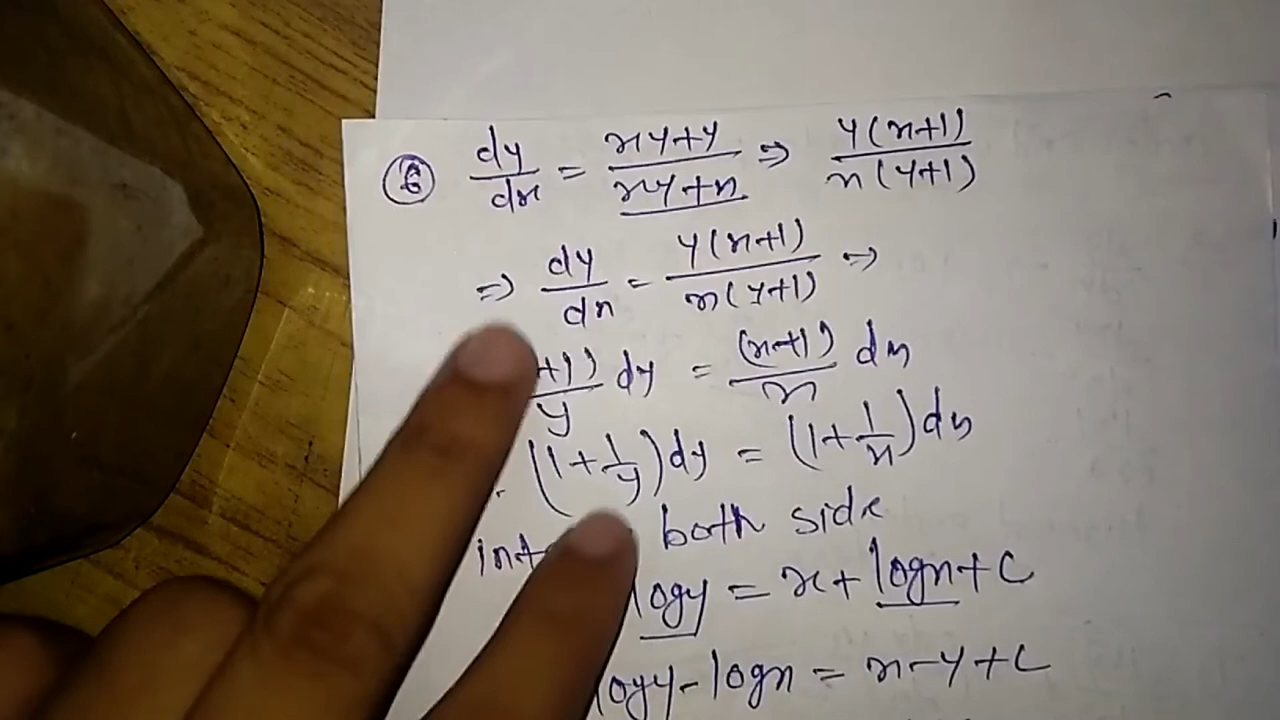 ⑥ dy/dx = xy+y/xy+x ⇒ y(x+1)/x(y+1)
⇒ dy/dx = y(x+1)/x(y+1) ⇒
+1)/y dy = (x+1)/x dx
(1+1/y)dy = (1+1/x)dx
both side
logy = x+logx+c
logy-logx = x-y+c